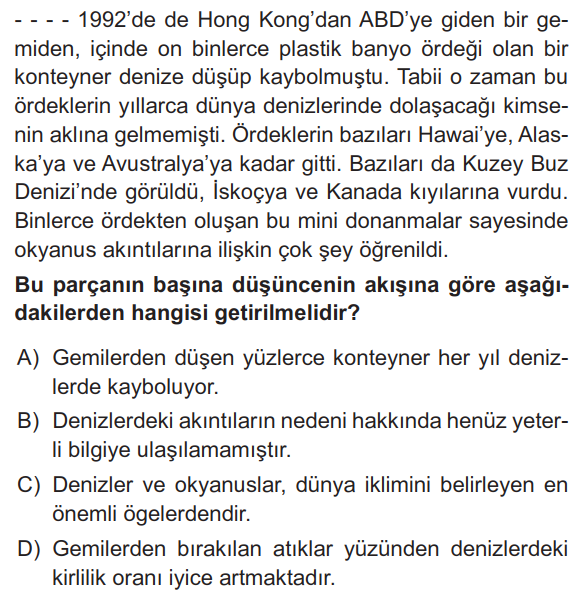 - - - - 1992’de de Hong Kong’dan ABD’ye giden bir ge-
miden, içinde on binlerce plastik banyo ördeği olan bir
konteyner denize düşüp kaybolmuştu. Tabii o zaman bu
ördeklerin yıllarca dünya denizlerinde dolaşacağı kimse-
nin aklına gelmemişti. Ördeklerin bazıları Hawai’ye, Alas-
ka’ya ve Avustralya’ya kadar gitti. Bazıları da Kuzey Buz
Denizi’nde görüldü, İskoçya ve Kanada kıyılarına vurdu.
Binlerce ördekten oluşan bu mini donanmalar sayesinde
okyanus akıntılarına ilişkin çok şey öğrenildi.
Bu parçanın başına düşüncenin akışına göre aşağı-
dakilerden hangisi getirilmelidir?
A) Gemilerden düşen yüzlerce konteyner her yıl deniz-
lerde kayboluyor.
B) Denizlerdeki akıntıların nedeni hakkında henüz yeter-
li bilgiye ulaşılamamıştır.
C) Denizler ve okyanuslar, dünya iklimini belirleyen en
önemli ögelerdendir.
D) Gemilerden bırakılan atıklar yüzünden denizlerdeki
kirlilik oranı iyice artmaktadır.